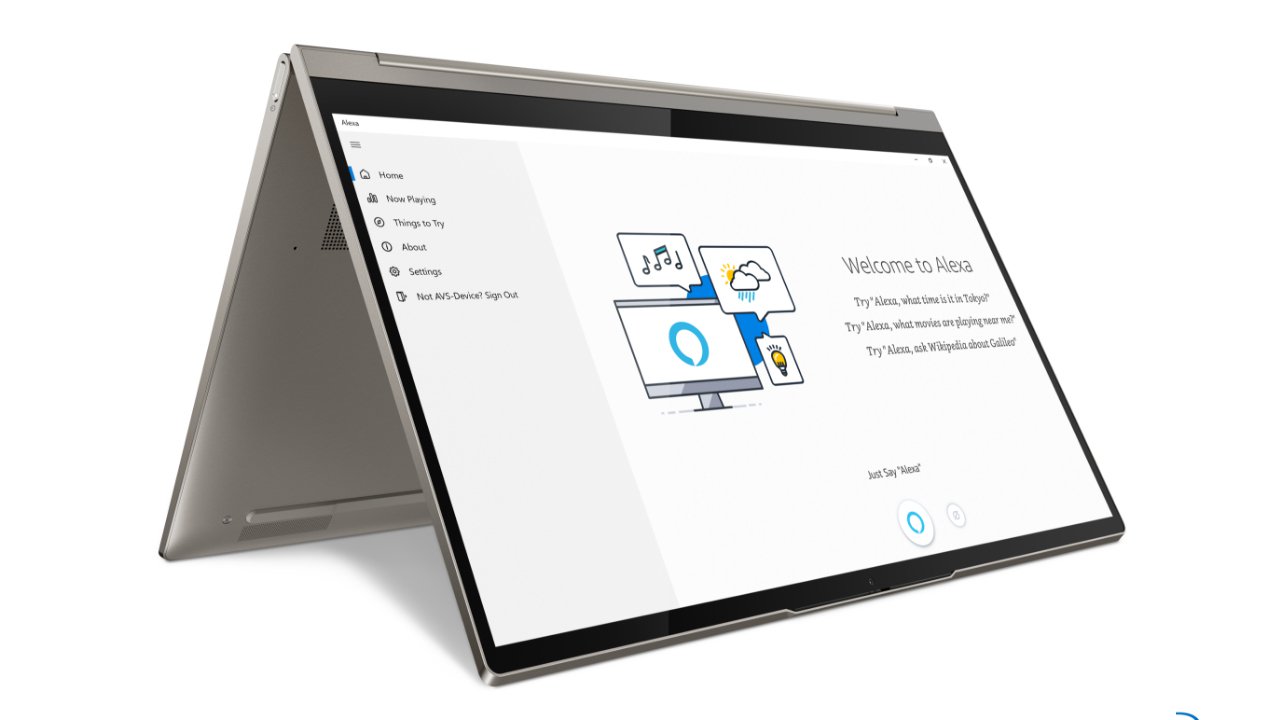 Alexa
Home
Now Playing
Things to Try
About
Settings
Not AVS-Device? Sign Out
Welcome to Alexa
Try "Alexa, what time is it in Tokyo?"
Try "Alexa, what movies are playing near me?"
Try "Alexa, ask Wikipedia about Galileo"
Just Say "Alexa"